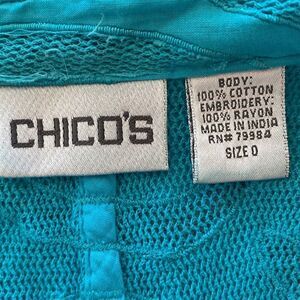 CHICO'S
BODY:
100% COTTON
EMBROIDERY:
100% RAYON
MADE IN INDIA
RN# 79984
SIZE 0